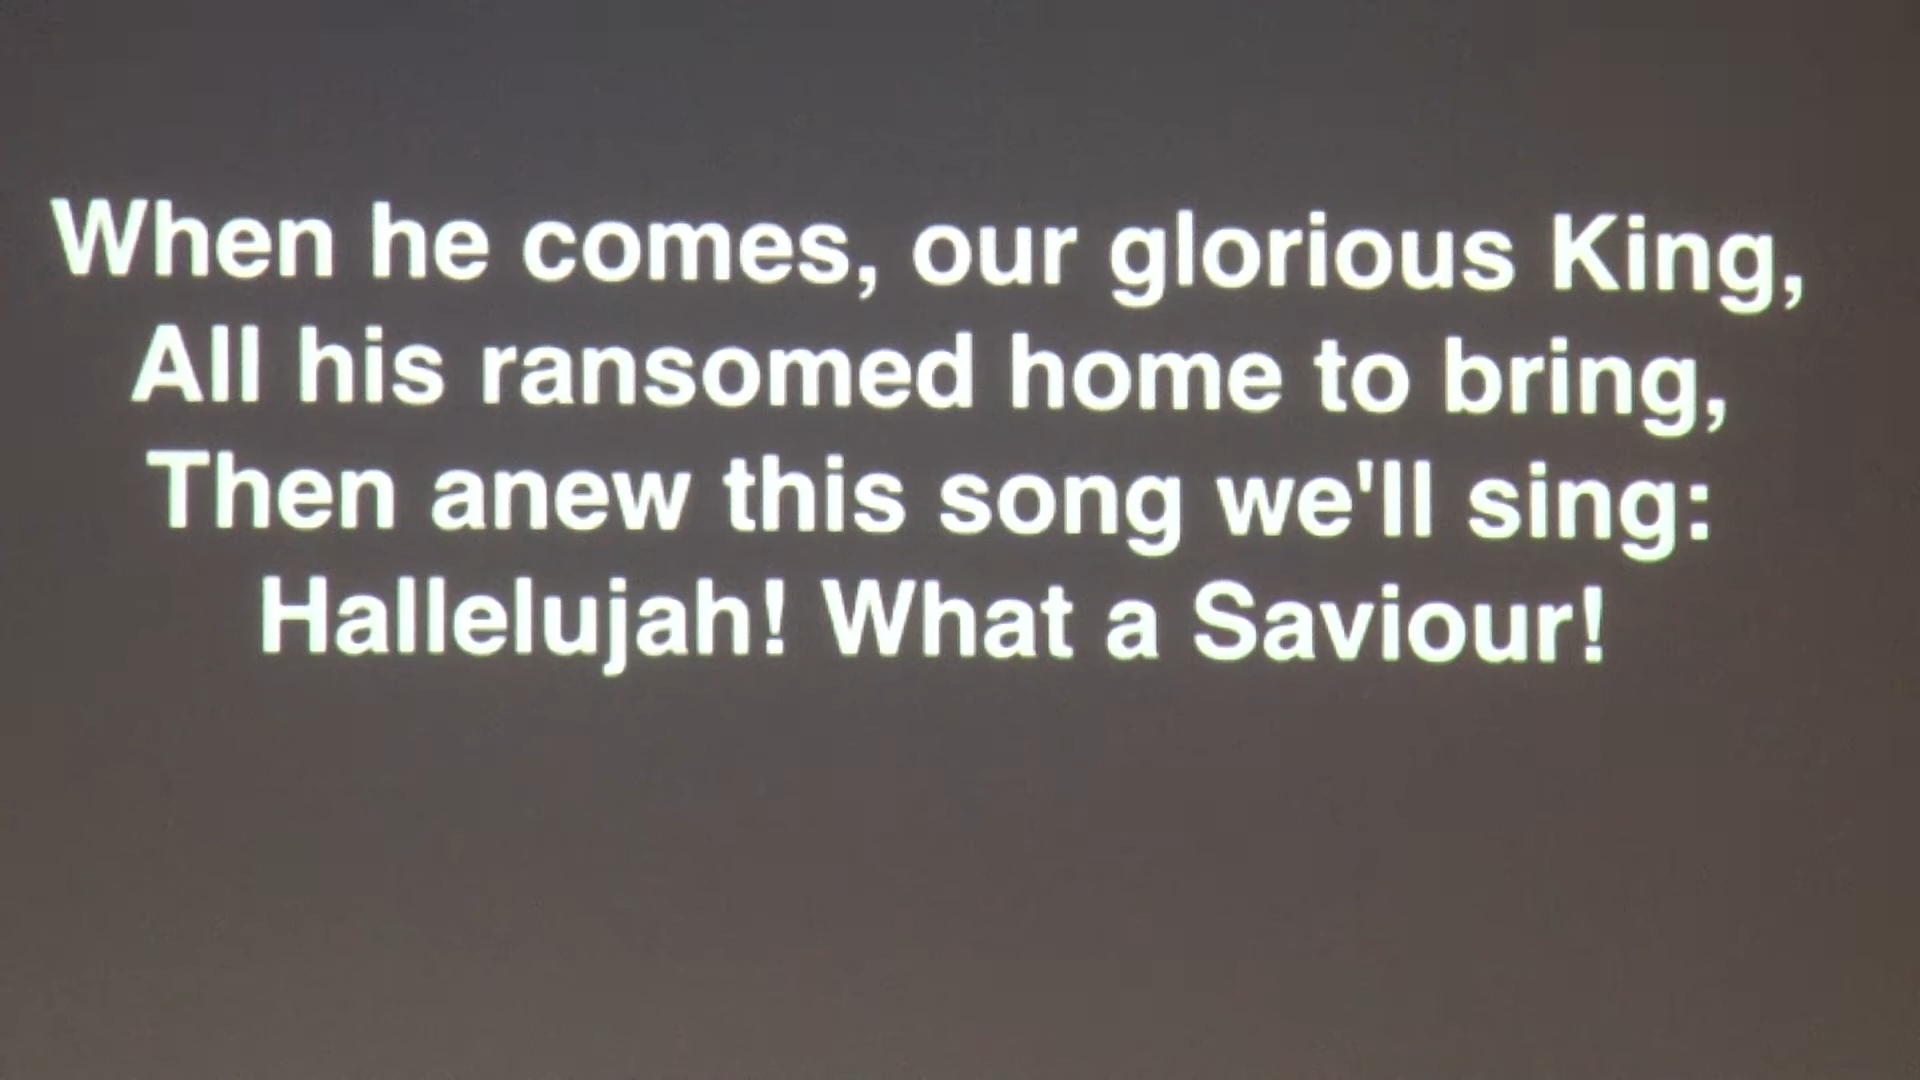 When he comes, our glorious King,
All his ransomed home to bring,
Then anew this song we'll sing:
Hallelujah! What a Saviour!